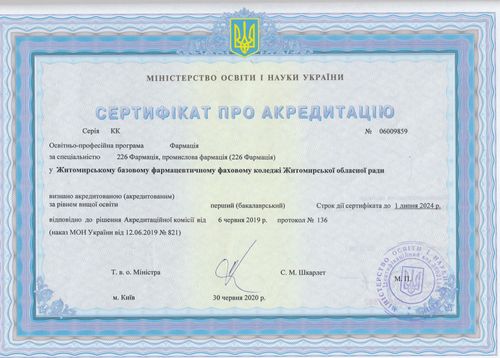 МІНІСТЕРСТВО ОСВІТИ І НАУКИ УКРАЇНИ
СЕРТИФІКАТ ПРО АКРЕДИТАЦІЮ
Серія КК № 06009859
Освітньо-професійна програма Фармація
за спеціальністю 226 Фармація, промислова фармація (226 Фармація)
у Житомирському базовому фармацевтичному фаховому коледжі Житомирської обласної ради
визнано акредитованою (акредитованим)
за рівнем вищої освіти перший (бакалаврський) Строк дії сертифіката до 1 липня 2024 р.
відповідно до рішення Акредитаційної комісії від 6 червня 2019 р. протокол № 136
(наказ МОН України від 12.06.2019 № 821)
Т. в. о. Міністра С. М. Шкарлет М. П.
м. Київ 30 червня 2020 р.
МІНІСТЕРСТВО ОСВІТИ І НАУКИ